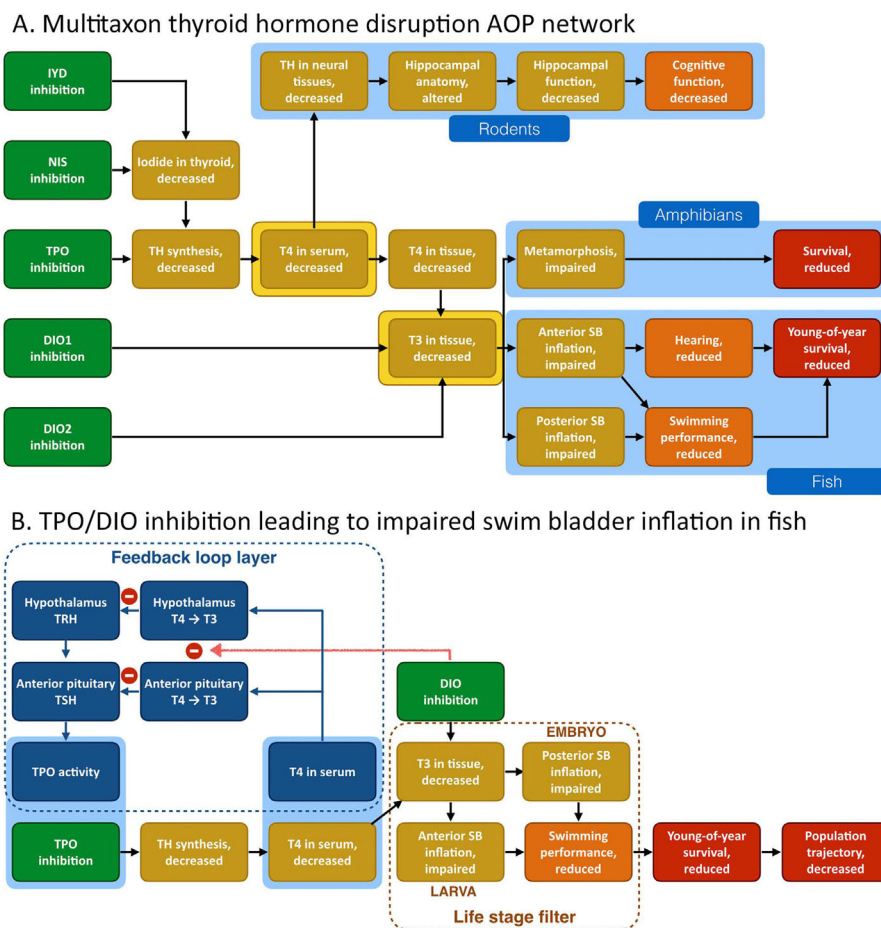 A. Multitaxon thyroid hormone disruption AOP network
IYD
inhibition
TH in neural
tissues,
decreased
Hippocampal
anatomy,
altered
Hippocampal
function,
decreased
Cognitive
function,
decreased
Rodents
NIS
inhibition
Iodide in thyroid,
decreased
Amphibians
TPO
inhibition
TH synthesis,
decreased
T4 in serum,
decreased
T4 in tissue,
decreased
Metamorphosis,
impaired
Survival,
reduced
DIO1
inhibition
T3 in tissue,
decreased
Anterior SB
inflation,
impaired
Hearing,
reduced
Young-of-year
survival,
reduced
DIO2
inhibition
Posterior SB
inflation,
impaired
Swimming
performance,
reduced
Fish
B. TPO/DIO inhibition leading to impaired swim bladder inflation in fish
Feedback loop layer
Hypothalamus
TRH
Hypothalamus
T4 → T3
Anterior pituitary
TSH
Anterior pituitary
T4 → T3
DIO
inhibition
EMBRYO
TPO activity
T4 in serum
T3 in tissue,
decreased
Posterior SB
inflation,
impaired
TPO
inhibition
TH synthesis,
decreased
T4 in serum,
decreased
Anterior SB
inflation,
impaired
Swimming
performance,
reduced
Young-of-year
survival,
reduced
Population
trajectory,
decreased
LARVA
Life stage filter